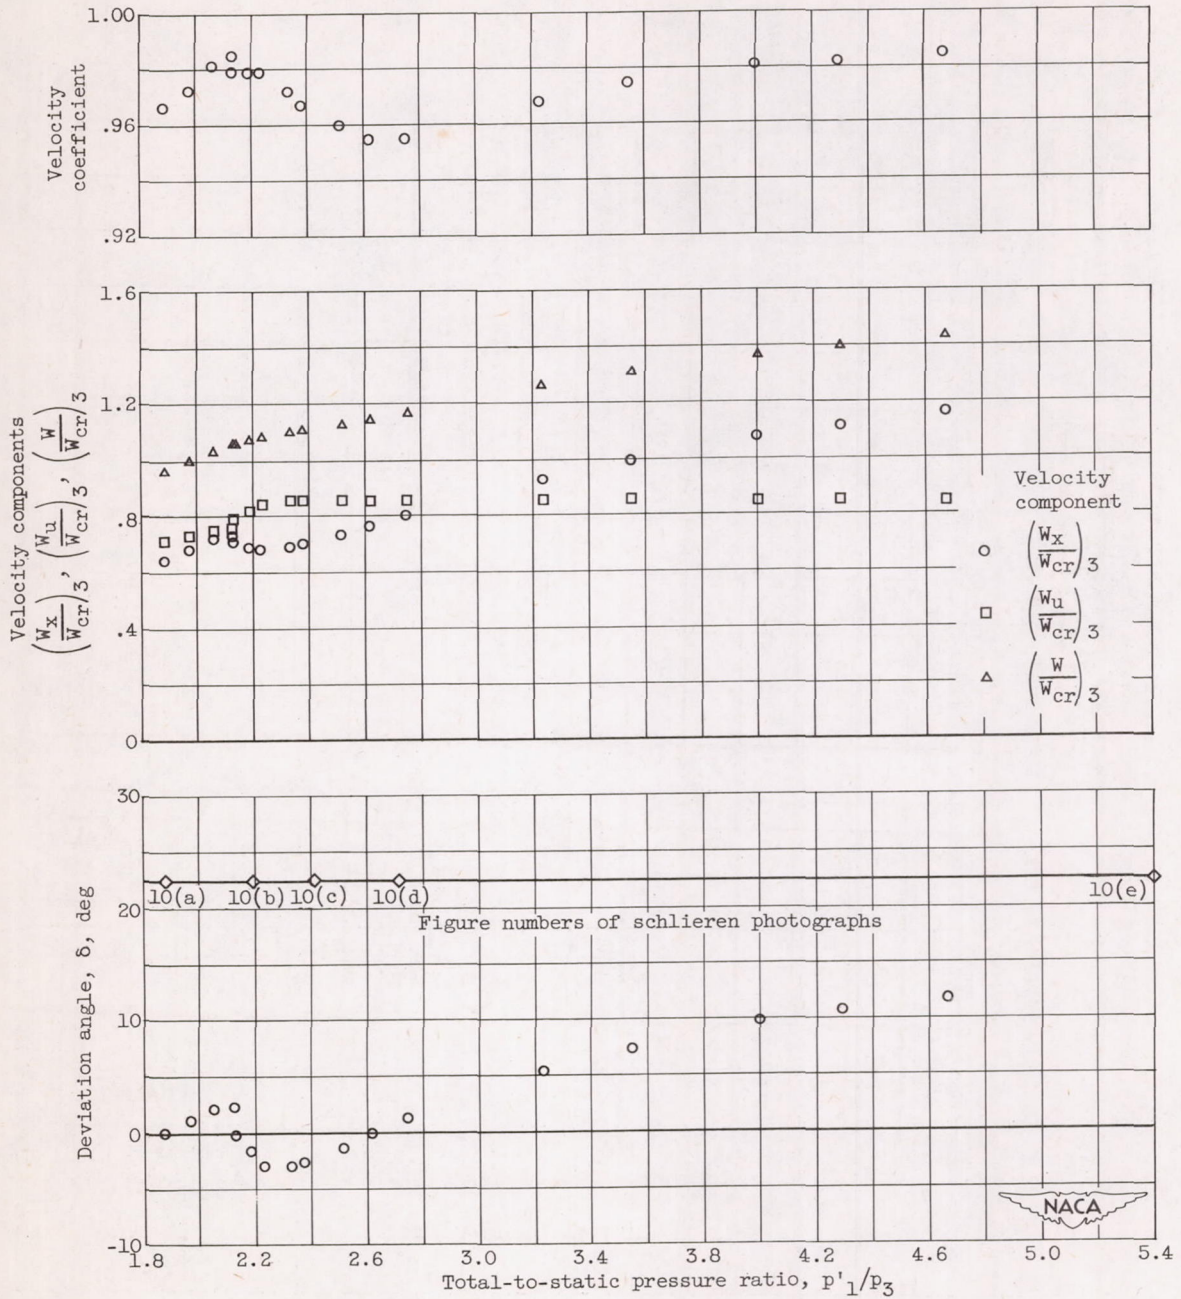 1.00
.96
.92
Velocity
coefficient
1.6
1.2
.8
.4
0
Velocity components
(Wx/Wcr)3, (Wu/Wcr)3, (W/Wcr)3
Velocity
component
(Wx/Wcr)3
(Wu/Wcr)3
(W/Wcr)3
30
20
10
0
-10
Deviation angle, δ, deg
10(a) 10(b) 10(c) 10(d) 10(e)
Figure numbers of schlieren photographs
NACA
1.8 2.2 2.6 3.0 3.4 3.8 4.2 4.6 5.0 5.4
Total-to-static pressure ratio, p'1/p3